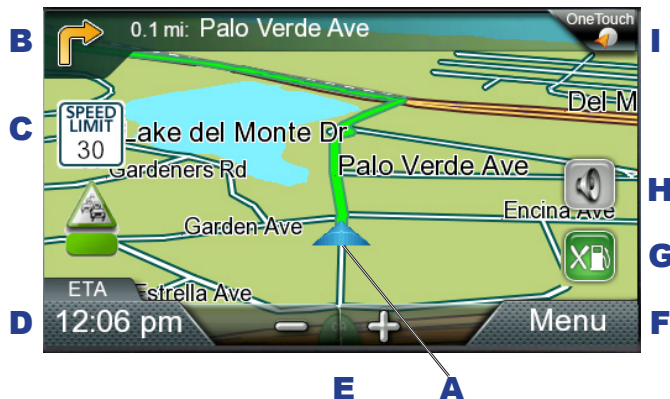 B
0.1 mi: Palo Verde Ave
OneTouch
I
C
SPEED
LIMIT
30
Lake del Monte Dr
Del M
Gardeners Rd
Palo Verde Ave
H
Garden Ave
Encina Ave
G
ETA
Estrella Ave
D
12:06 pm
Menu
F
E
A